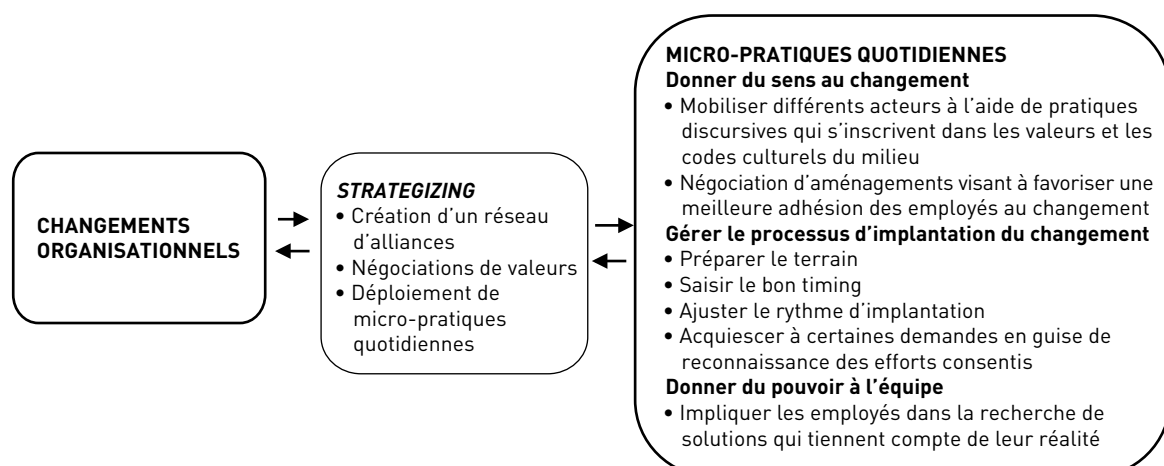 CHANGEMENTS
ORGANISATIONNELS
STRATEGIZING
• Création d'un réseau
d'alliances
• Négociations de valeurs
• Déploiement de
micro-pratiques
quotidiennes
MICRO-PRATIQUES QUOTIDIENNES
Donner du sens au changement
• Mobiliser différents acteurs à l'aide de pratiques
discursives qui s'inscrivent dans les valeurs et les
codes culturels du milieu
• Négociation d'aménagements visant à favoriser une
meilleure adhésion des employés au changement
Gérer le processus d'implantation du changement
• Préparer le terrain
• Saisir le bon timing
• Ajuster le rythme d'implantation
• Acquiescer à certaines demandes en guise de
reconnaissance des efforts consentis
Donner du pouvoir à l'équipe
• Impliquer les employés dans la recherche de
solutions qui tiennent compte de leur réalité